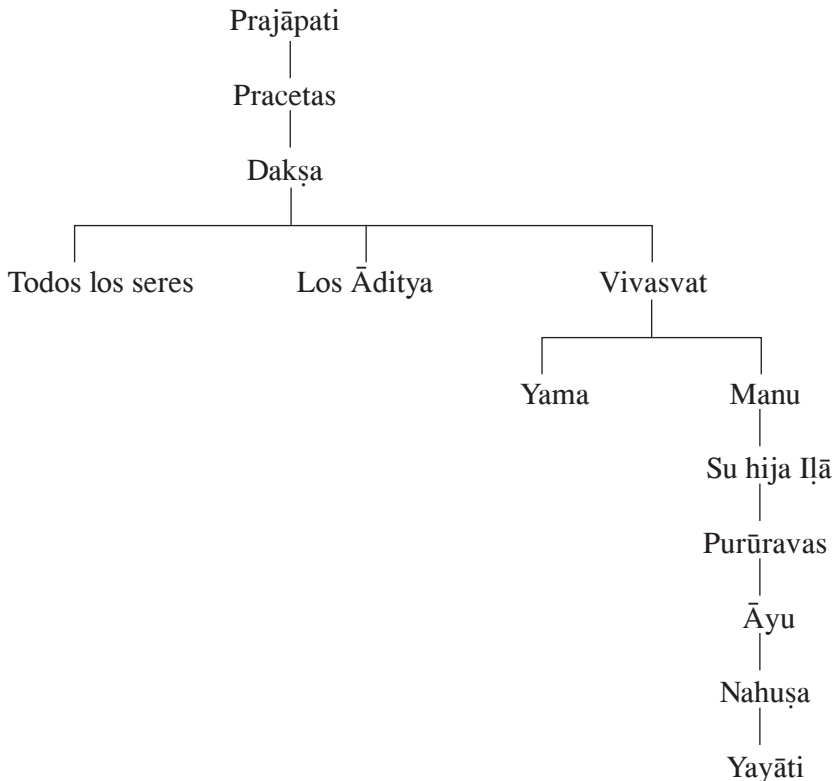 Prajāpati
Pracetas
Dakṣa
Todos los seres Los Āditya Vivasvat
Yama Manu
Su hija Iḷā
Purūravas
Āyu
Nahuṣa
Yayāti